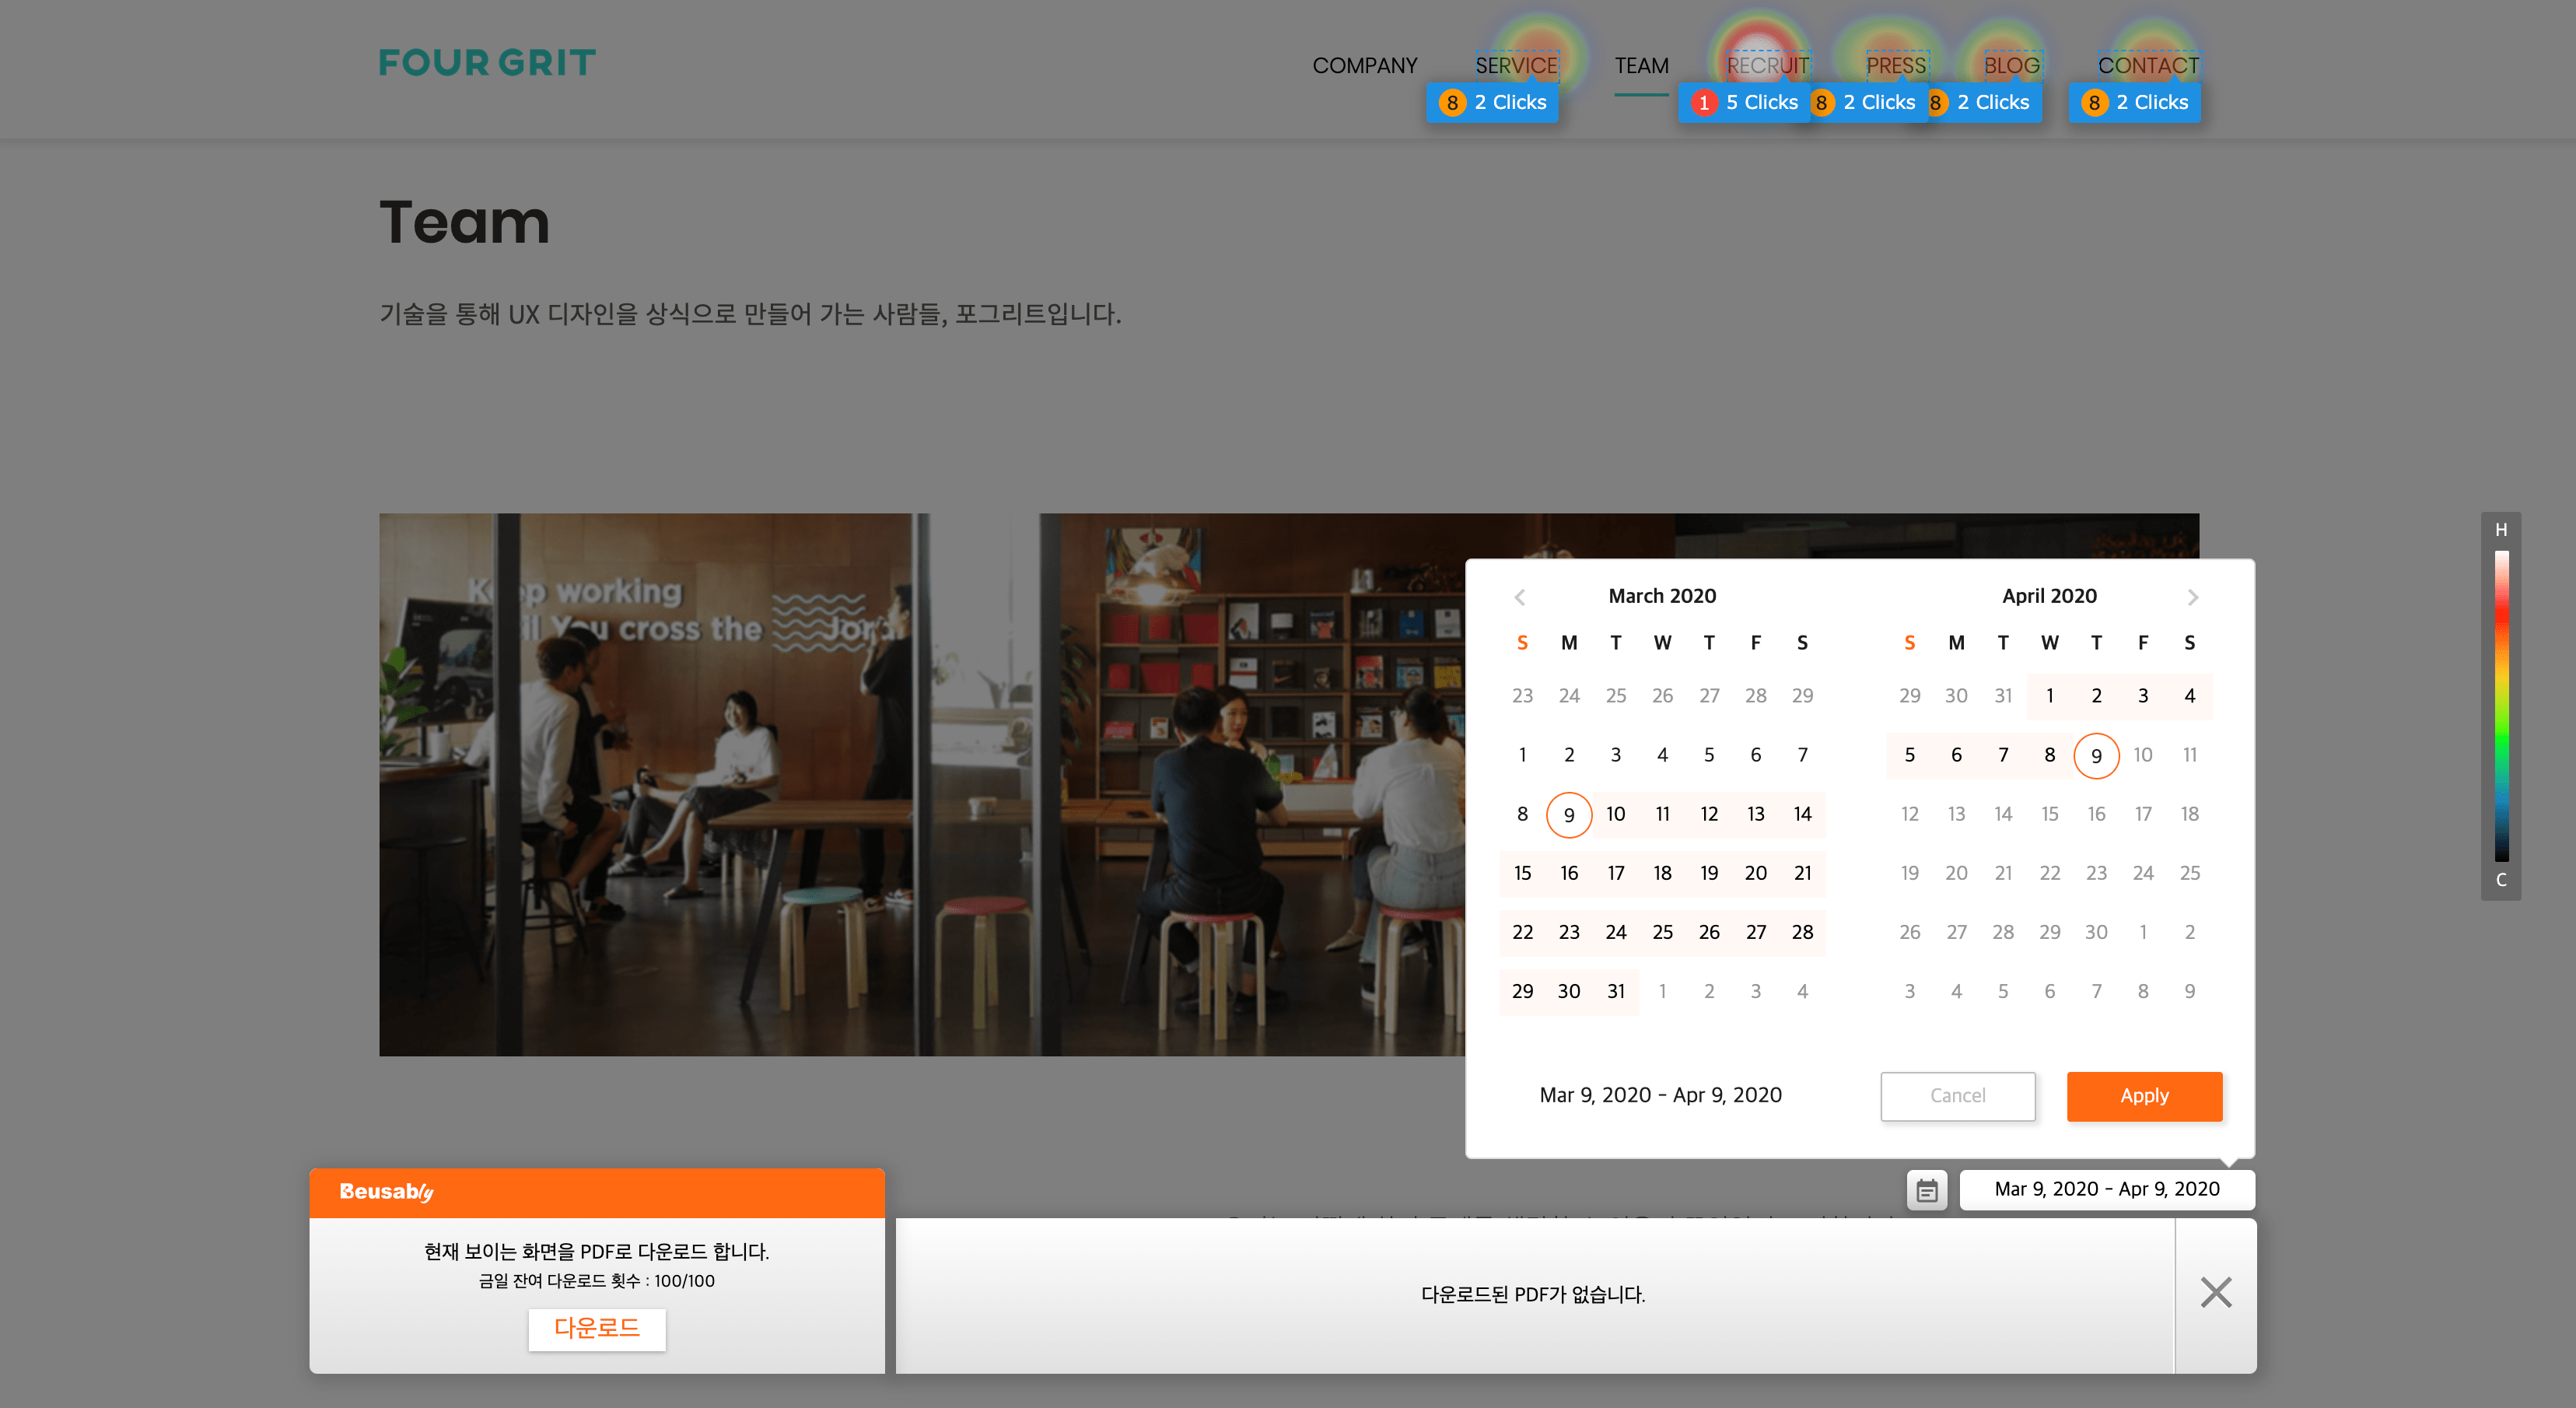 FOUR GRIT
COMPANY SERVICE TEAM RECRUIT PRESS BLOG CONTACT
8 2 Clicks 1 5 Clicks 8 2 Clicks 8 2 Clicks 8 2 Clicks
Team
기술을 통해 UX 디자인을 상식으로 만들어 가는 사람들, 포그리트입니다.
Keep working
You cross the
H
C
March 2020
S M T W T F S
23 24 25 26 27 28 29
1 2 3 4 5 6 7
8 9 10 11 12 13 14
15 16 17 18 19 20 21
22 23 24 25 26 27 28
29 30 31 1 2 3 4
April 2020
S M T W T F S
29 30 31 1 2 3 4
5 6 7 8 9 10 11
12 13 14 15 16 17 18
19 20 21 22 23 24 25
26 27 28 29 30 1 2
3 4 5 6 7 8 9
Mar 9, 2020 - Apr 9, 2020
Cancel
Apply
Mar 9, 2020 - Apr 9, 2020
Beusably
현재 보이는 화면을 PDF로 다운로드 합니다.
금일 잔여 다운로드 횟수 : 100/100
다운로드
다운로드된 PDF가 없습니다.